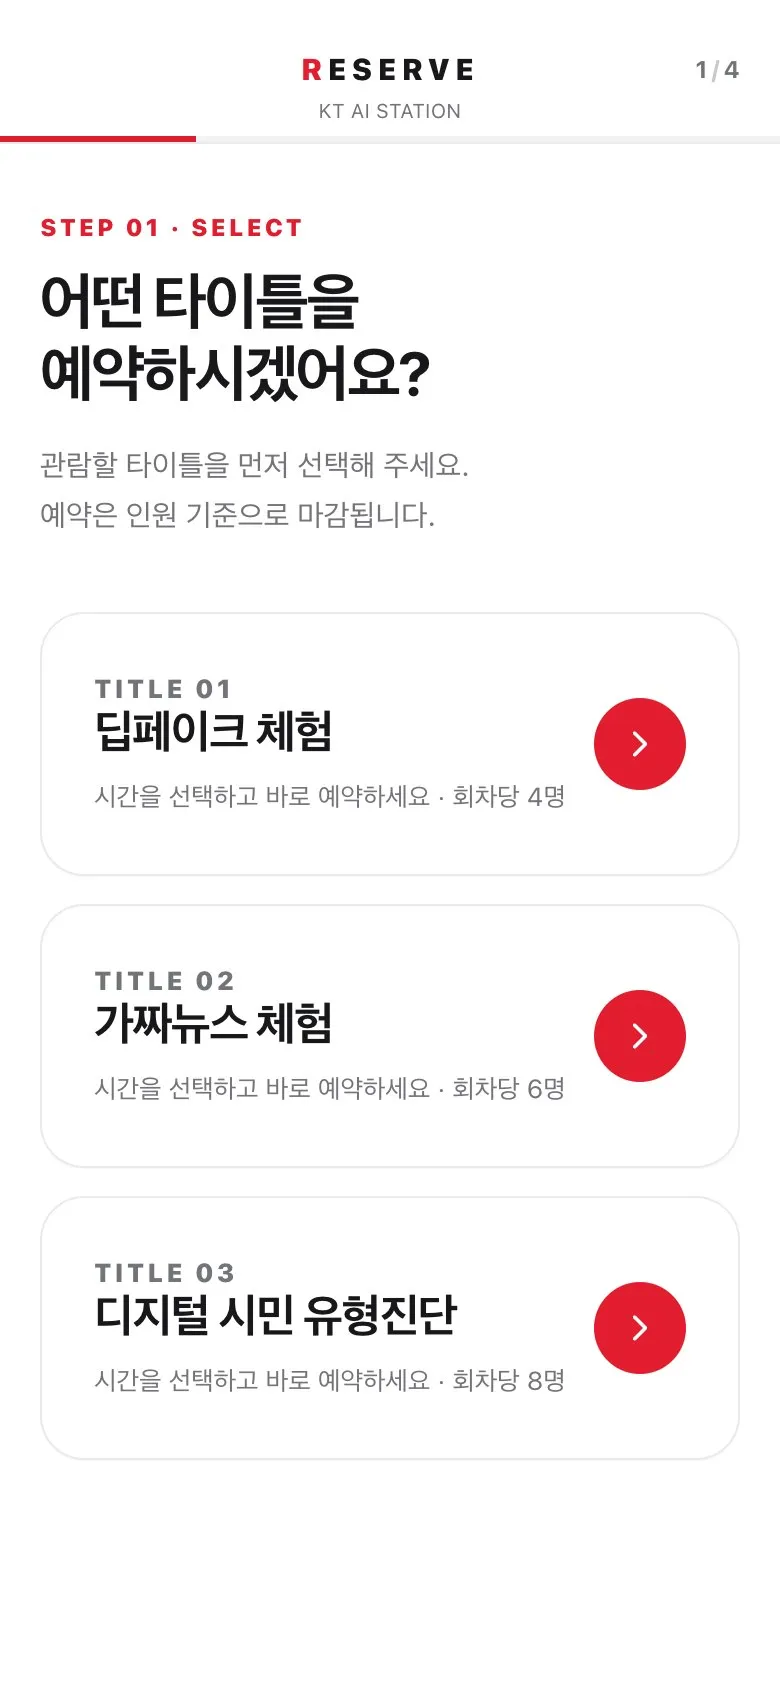 RESERVE
1/4
KT AI STATION
STEP 01 · SELECT
어떤 타이틀을
예약하시겠어요?
관람할 타이틀을 먼저 선택해 주세요.
예약은 인원 기준으로 마감됩니다.
TITLE 01
딥페이크 체험
시간을 선택하고 바로 예약하세요 · 회차당 4명
TITLE 02
가짜뉴스 체험
시간을 선택하고 바로 예약하세요 · 회차당 6명
TITLE 03
디지털 시민 유형진단
시간을 선택하고 바로 예약하세요 · 회차당 8명